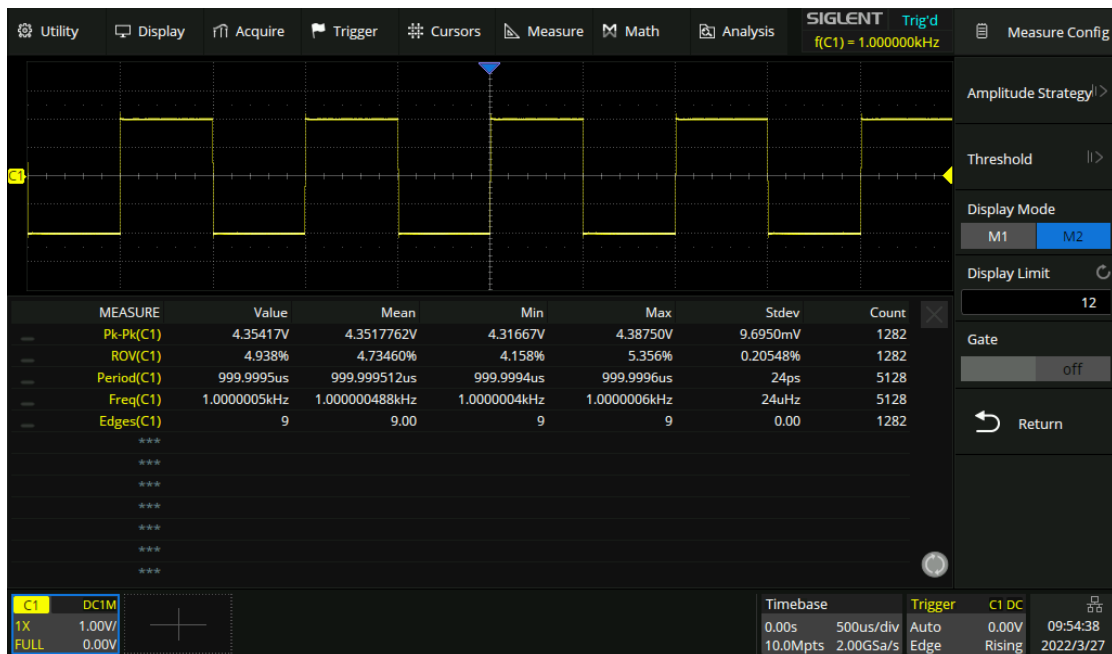 Utility Display Acquire Trigger Cursors Measure Math Analysis
SIGLENT Trig'd
f(C1) = 1.000000kHz
Measure Config
Amplitude Strategy
Threshold
Display Mode
M1 M2
Display Limit
12
Gate
off
Return
C1
MEASURE Value Mean Min Max Stdev Count
Pk-Pk(C1) 4.35417V 4.3517762V 4.31667V 4.38750V 9.6950mV 1282
ROV(C1) 4.938% 4.73460% 4.158% 5.356% 0.20548% 1282
Period(C1) 999.9995us 999.999512us 999.9994us 999.9996us 24ps 5128
Freq(C1) 1.0000005kHz 1.000000488kHz 1.0000004kHz 1.0000006kHz 24uHz 5128
Edges(C1) 9 9.00 9 9 0.00 1282
***
***
***
***
***
***
***
C1 DC1M
1X 1.00V/
FULL 0.00V
Timebase
0.00s 500us/div
10.0Mpts 2.00GSa/s
Trigger C1 DC
Auto 0.00V
Edge Rising
09:54:38
2022/3/27